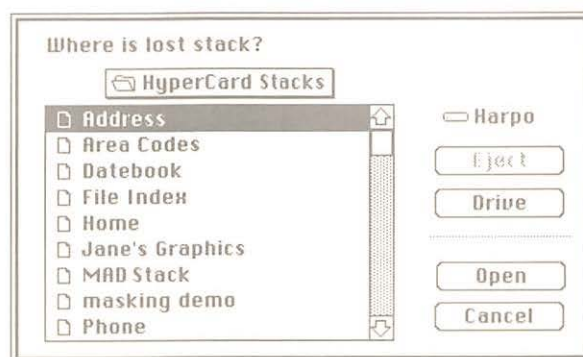 Where is lost stack?
HyperCard Stacks
Address
Area Codes
Datebook
File Index
Home
Jane's Graphics
MAD Stack
masking demo
Phone
Harpo
Eject
Drive
Open
Cancel